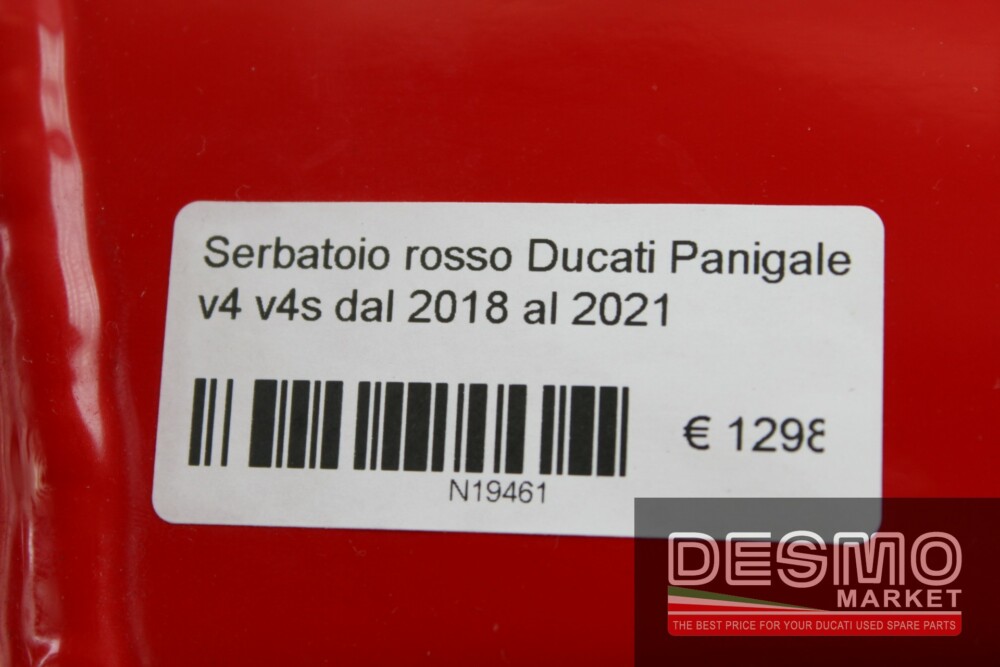 Serbatoio rosso Ducati Panigale
v4 v4s dal 2018 al 2021
€ 1298
N19461
DESMO
MARKET
THE BEST PRICE FOR YOUR DUCATI USED SPARE PARTS